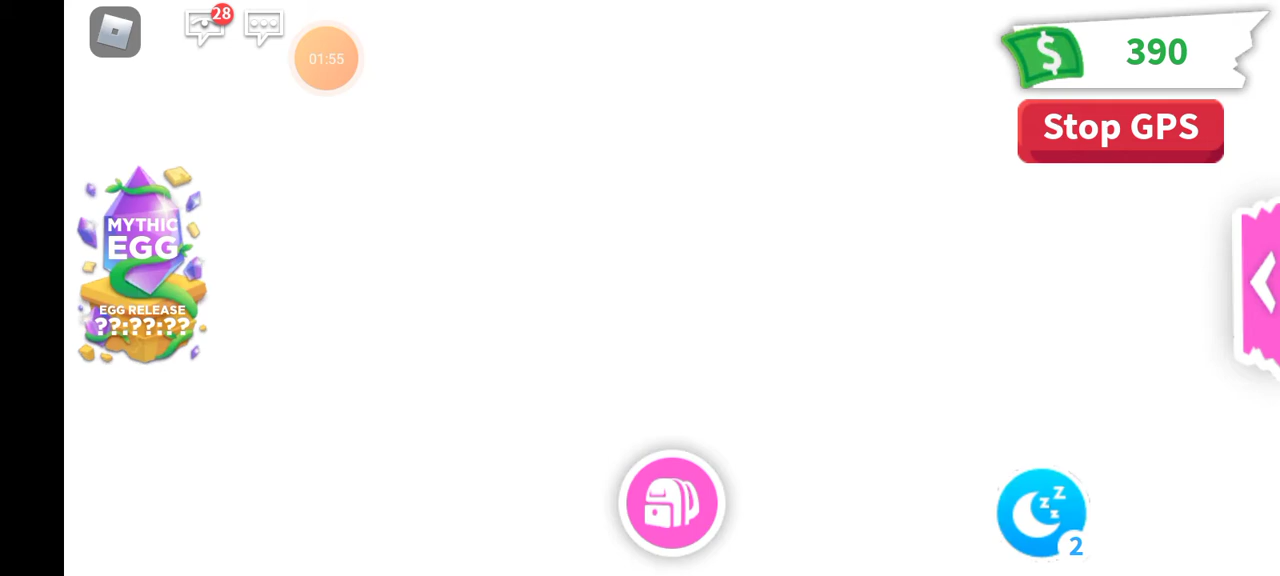 28
01:55
$ 390
Stop GPS
MYTHIC
EGG
EGG RELEASE
??:??:??
z z z
2